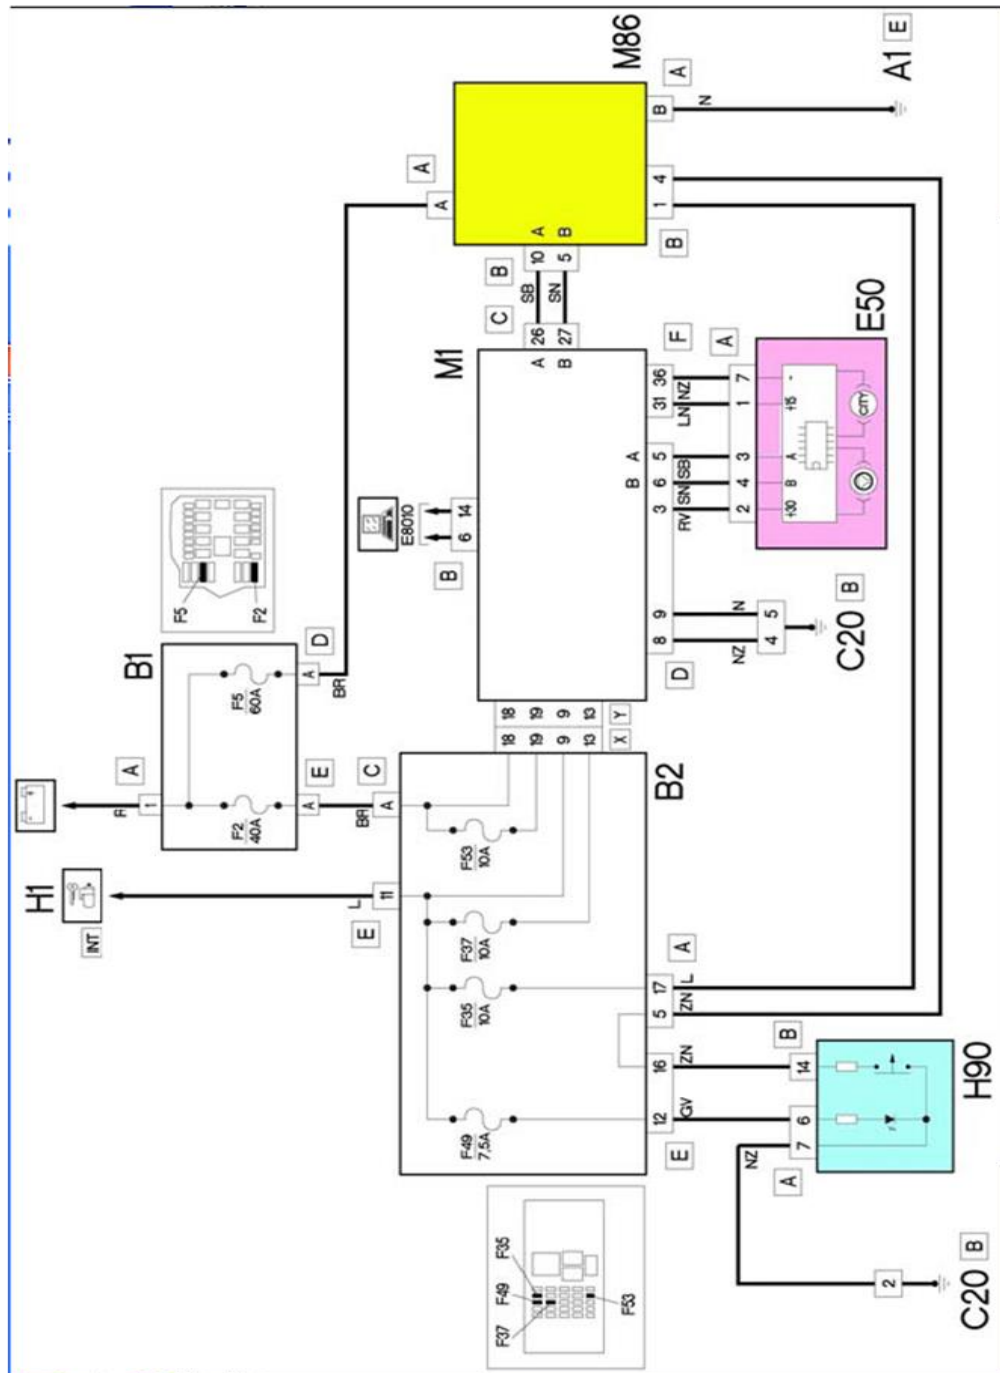 H1
INT
B1
A
R
1
F2
40A
F5
60A
A
A
E
D
F5
F2
BR
BR
C
A
L
E
11
F53
10A
F37
10A
F35
10A
F49
7,5A
B2
18
19
9
13
X
18
19
9
13
Y
12
16
5
17
E
A
GV
ZN
ZN
L
F37
F49
F35
F53
M1
E8010
6
14
B
A
B
26
27
C
SB
SN
B
10
5
A
B
M86
A
A
1
4
B
B
A
N
A1
E
8
9
D
NZ
N
4
5
C20
B
B
A
3
6
5
31
36
F
RV
SN
SB
LN
NZ
2
4
3
1
7
A
+30
B
A
+15
-
CITY
E50
7
6
14
A
B
NZ
H90
2
C20
B